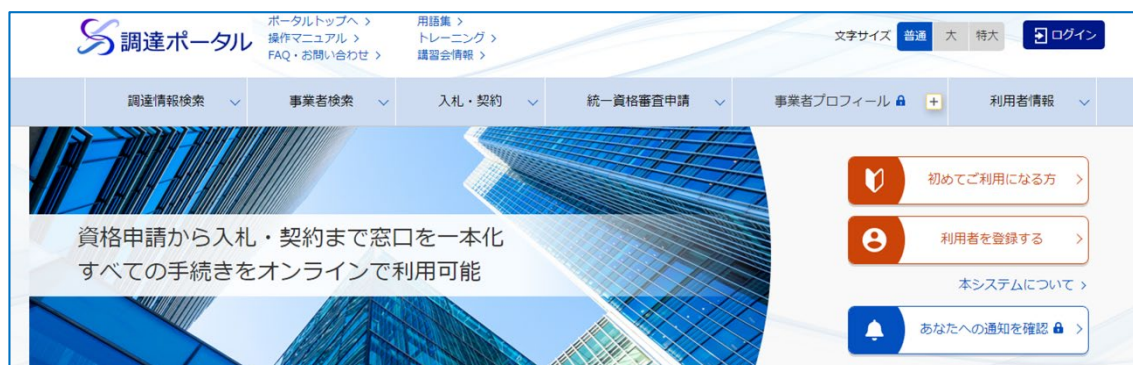 調達ポータル
ポータルトップへ >
操作マニュアル >
FAQ・お問い合わせ >
用語集 >
トレーニング >
講習会情報 >
文字サイズ 普通 大 特大
ログイン
調達情報検索 事業者検索 入札・契約 統一資格審査申請 事業者プロフィール 利用者情報
資格申請から入札・契約まで窓口を一本化
すべての手続きをオンラインで利用可能
初めてご利用になる方 >
利用者を登録する >
本システムについて >
あなたへの通知を確認 >